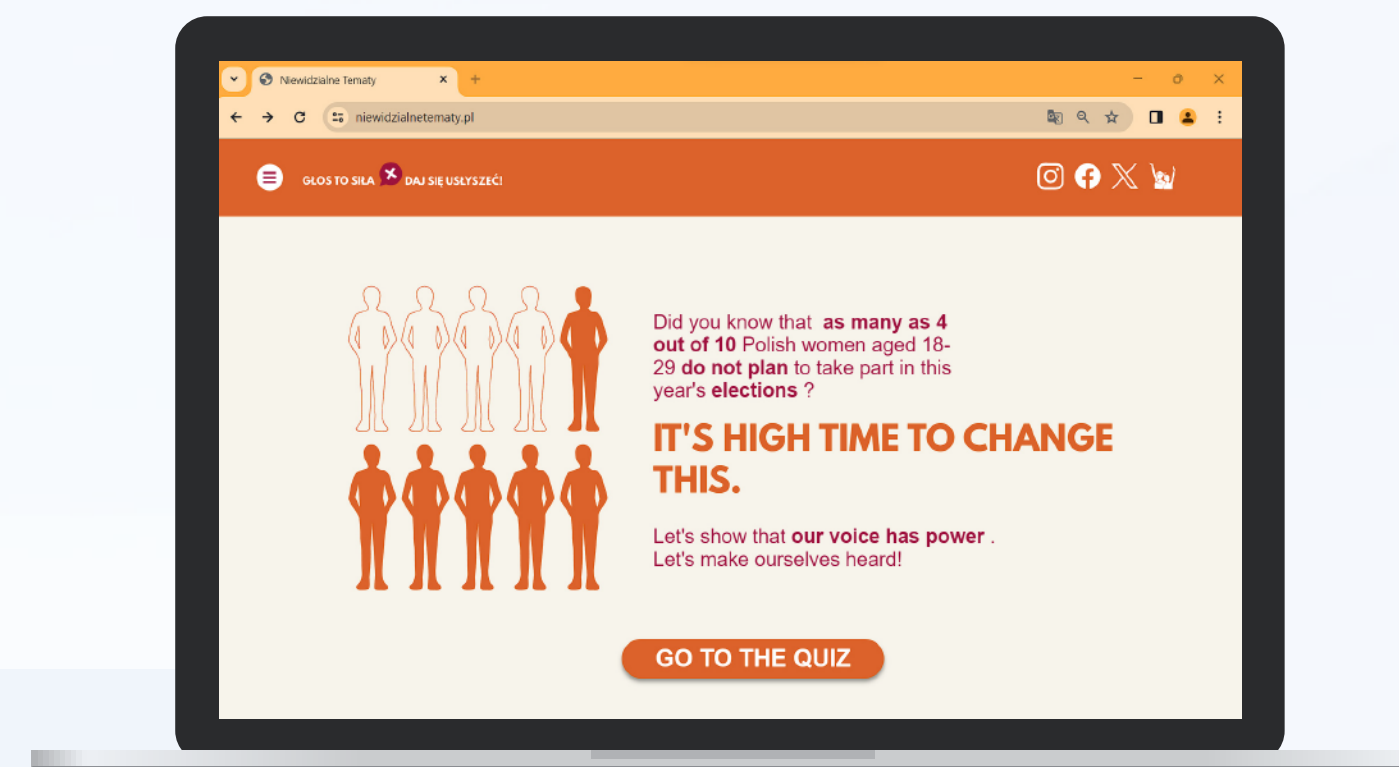 Niewidzialne Tematy
niewidzialnetematy.pl
GŁOS TO SIŁA DAJ SIĘ USŁYSZEĆ!
Did you know that as many as 4
out of 10 Polish women aged 18-
29 do not plan to take part in this
year's elections ?
IT'S HIGH TIME TO CHANGE
THIS.
Let's show that our voice has power .
Let's make ourselves heard!
GO TO THE QUIZ